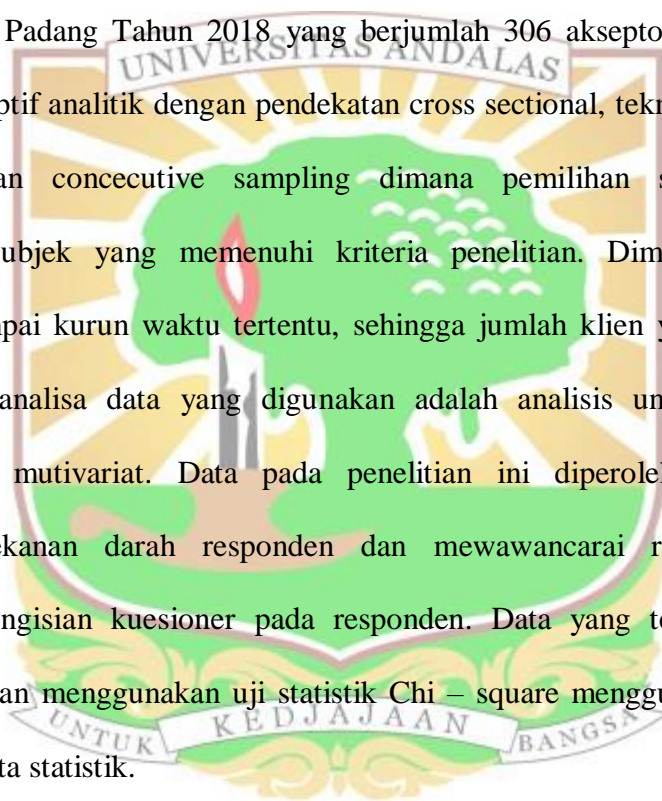 Padang Tahun 2018 yang berjumlah 306 aksepto
UNIVERSITAS ANDALAS
ptif analitik dengan pendekatan cross sectional, tekn
an concecutive sampling dimana pemilihan s
ubjek yang memenuhi kriteria penelitian. Dim
pai kurun waktu tertentu, sehingga jumlah klien y
analisa data yang digunakan adalah analisis un
mutivariat. Data pada penelitian ini diperoleh
ekanan darah responden dan mewawancarai r
ngisian kuesioner pada responden. Data yang te
an menggunakan uji statistik Chi – square menggu
UNTUK KEDJAJAAN BANGSA
ta statistik.